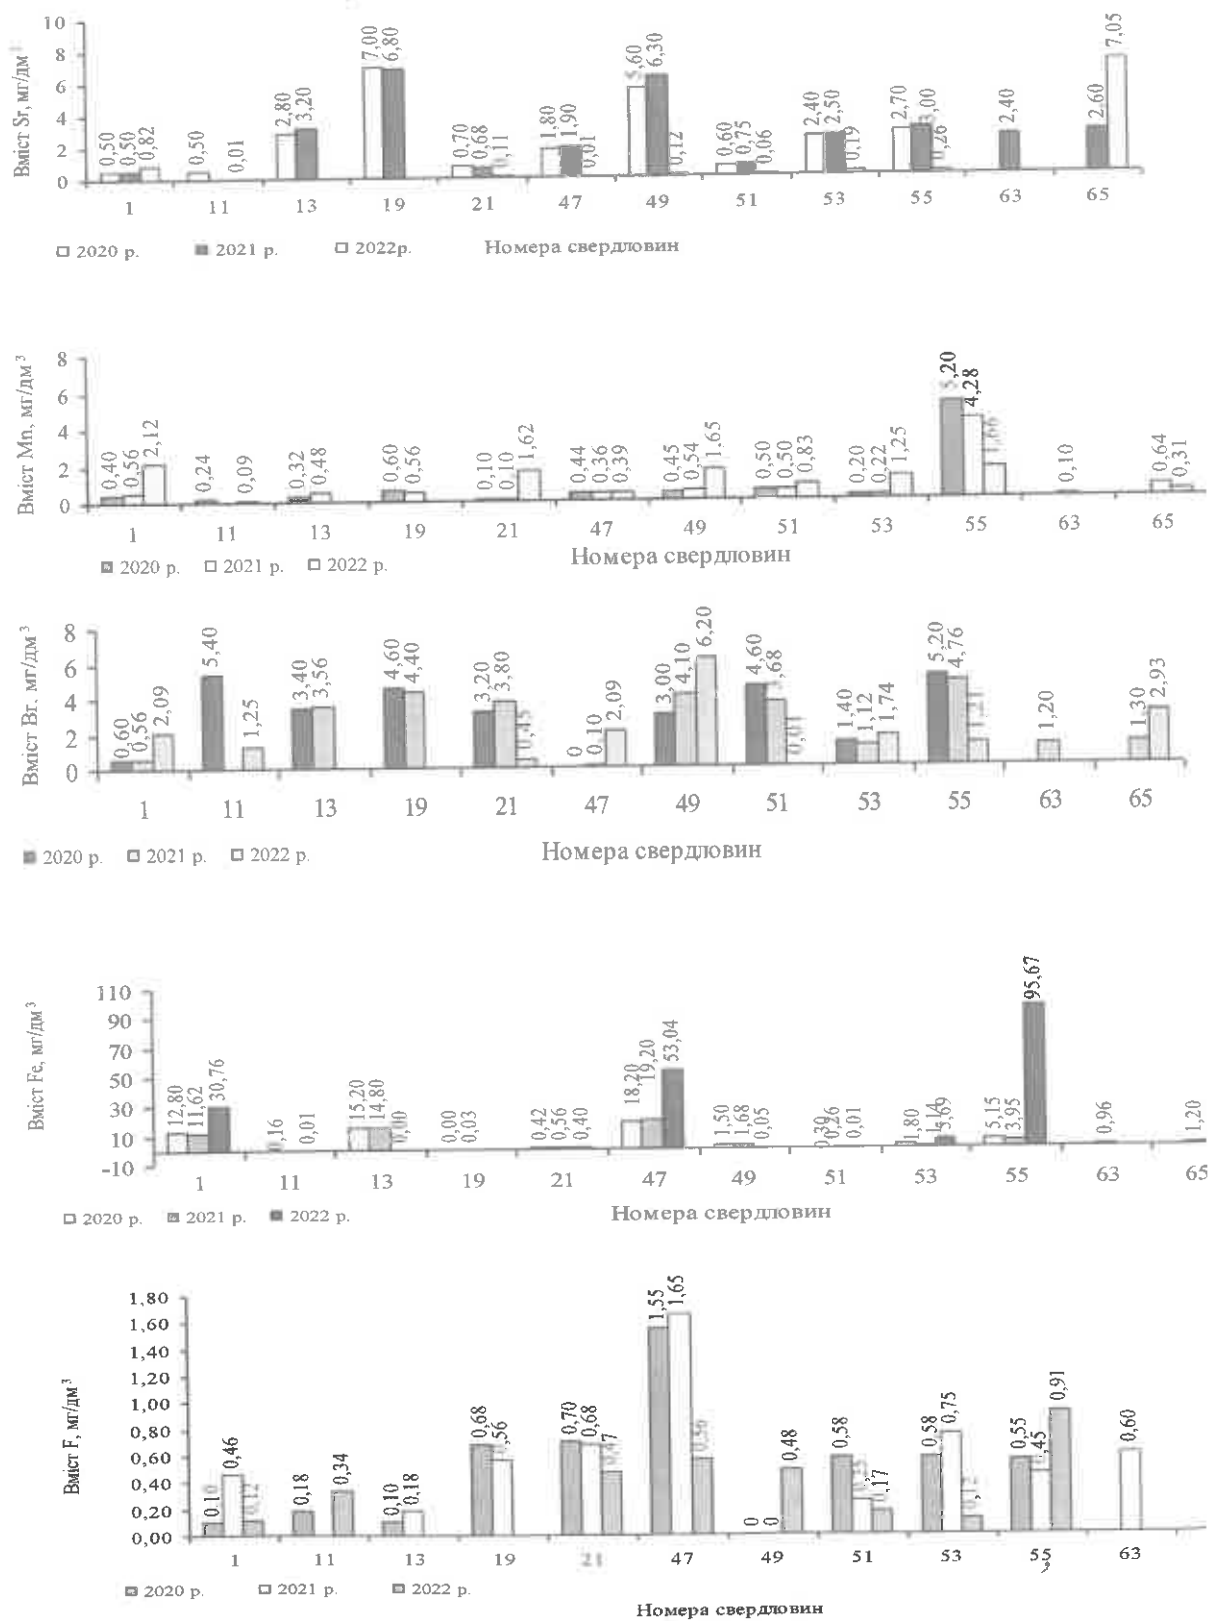 Вміст Sr, мг/дм³
10
8
6
4
2
0
0,50 0,50 0,82 0,50 0,01 2,80 3,20 7,00 6,80 0,70 0,68 0,11 1,80 1,90 0,01 5,60 6,30 0,12 0,60 0,75 0,06 2,40 2,50 0,19 2,70 3,00 0,26 2,40 2,60 7,05
1 11 13 19 21 47 49 51 53 55 63 65
2020 р. 2021 р. 2022р. Номера свердловин
Вміст Mn, мг/дм³
8
6
4
2
0
0,40 0,56 2,12 0,24 0,09 0,32 0,48 0,60 0,56 0,10 0,10 1,62 0,44 0,36 0,39 0,45 0,54 1,65 0,50 0,50 0,83 0,20 0,22 1,25 5,20 4,28 1,66 0,10 0,64 0,31
1 11 13 19 21 47 49 51 53 55 63 65
2020 р. 2021 р. 2022 р. Номера свердловин
Вміст Br, мг/дм³
8
6
4
2
0
0,60 0,56 2,09 5,40 1,25 3,40 3,56 4,60 4,40 3,20 3,80 0,45 0 0,10 2,09 3,00 4,10 6,20 4,60 0,01 1,40 1,12 1,74 5,20 4,76 1,20 1,30 2,93
1 11 13 19 21 47 49 51 53 55 63 65
2020 р. 2021 р. 2022 р. Номера свердловин
Вміст Fe, мг/дм³
110
90
70
50
30
10
-10
12,80 11,62 30,76 0,16 0,01 15,20 14,80 0,00 0,00 0,03 0,42 0,56 0,40 18,20 19,20 53,04 1,50 1,68 0,05 0,26 0,01 1,80 5,69 5,15 3,95 95,67 0,96 1,20
1 11 13 19 21 47 49 51 53 55 63 65
2020 р. 2021 р. 2022 р. Номера свердловин
Вміст F, мг/дм³
1,80
1,60
1,40
1,20
1,00
0,80
0,60
0,40
0,20
0,00
0,10 0,46 0,12 0,18 0,34 0,10 0,18 0,68 0,56 0,70 0,68 1,55 1,65 0,56 0 0 0,48 0,58 0,17 0,58 0,75 0,12 0,55 0,45 0,91 0,60
1 11 13 19 21 47 49 51 53 55 63
2020 р. 2021 р. 2022 р.
Номера свердловин